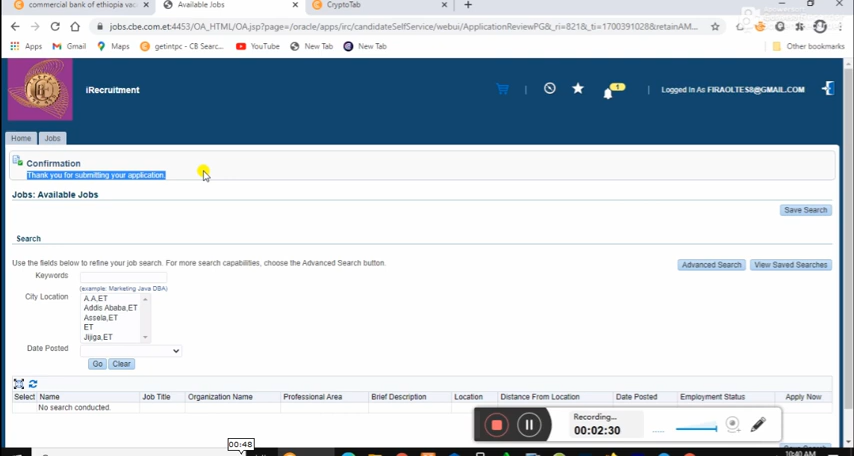 commercial bank of ethiopia vac
Available Jobs
CryptoTab
jobs.cbe.com.et:4453/OA_HTML/OA.jsp?page=/oracle/apps/irc/candidateSelfService/webui/ApplicationReviewPG&_ri=821&_ti=1700391028&retainAM...
Apps Gmail Maps getintpc - CB Searc... YouTube New Tab New Tab Other bookmarks
iRecruitment
1
Logged In As FIRAOLTES8@GMAIL.COM
Home Jobs
Confirmation
Thank you for submitting your application.
Jobs: Available Jobs
Save Search
Search
Use the fields below to refine your job search. For more search capabilities, choose the Advanced Search button.
Advanced Search View Saved Searches
Keywords
(example: Marketing Java DBA)
City Location
A.A,ET
Addis Ababa,ET
Assela,ET
ET
Jijiga,ET
Date Posted
Go Clear
Select Name Job Title Organization Name Professional Area Brief Description Location Distance From Location Date Posted Employment Status Apply Now
No search conducted.
Recording...
00:02:30
00:48
10:40 AM